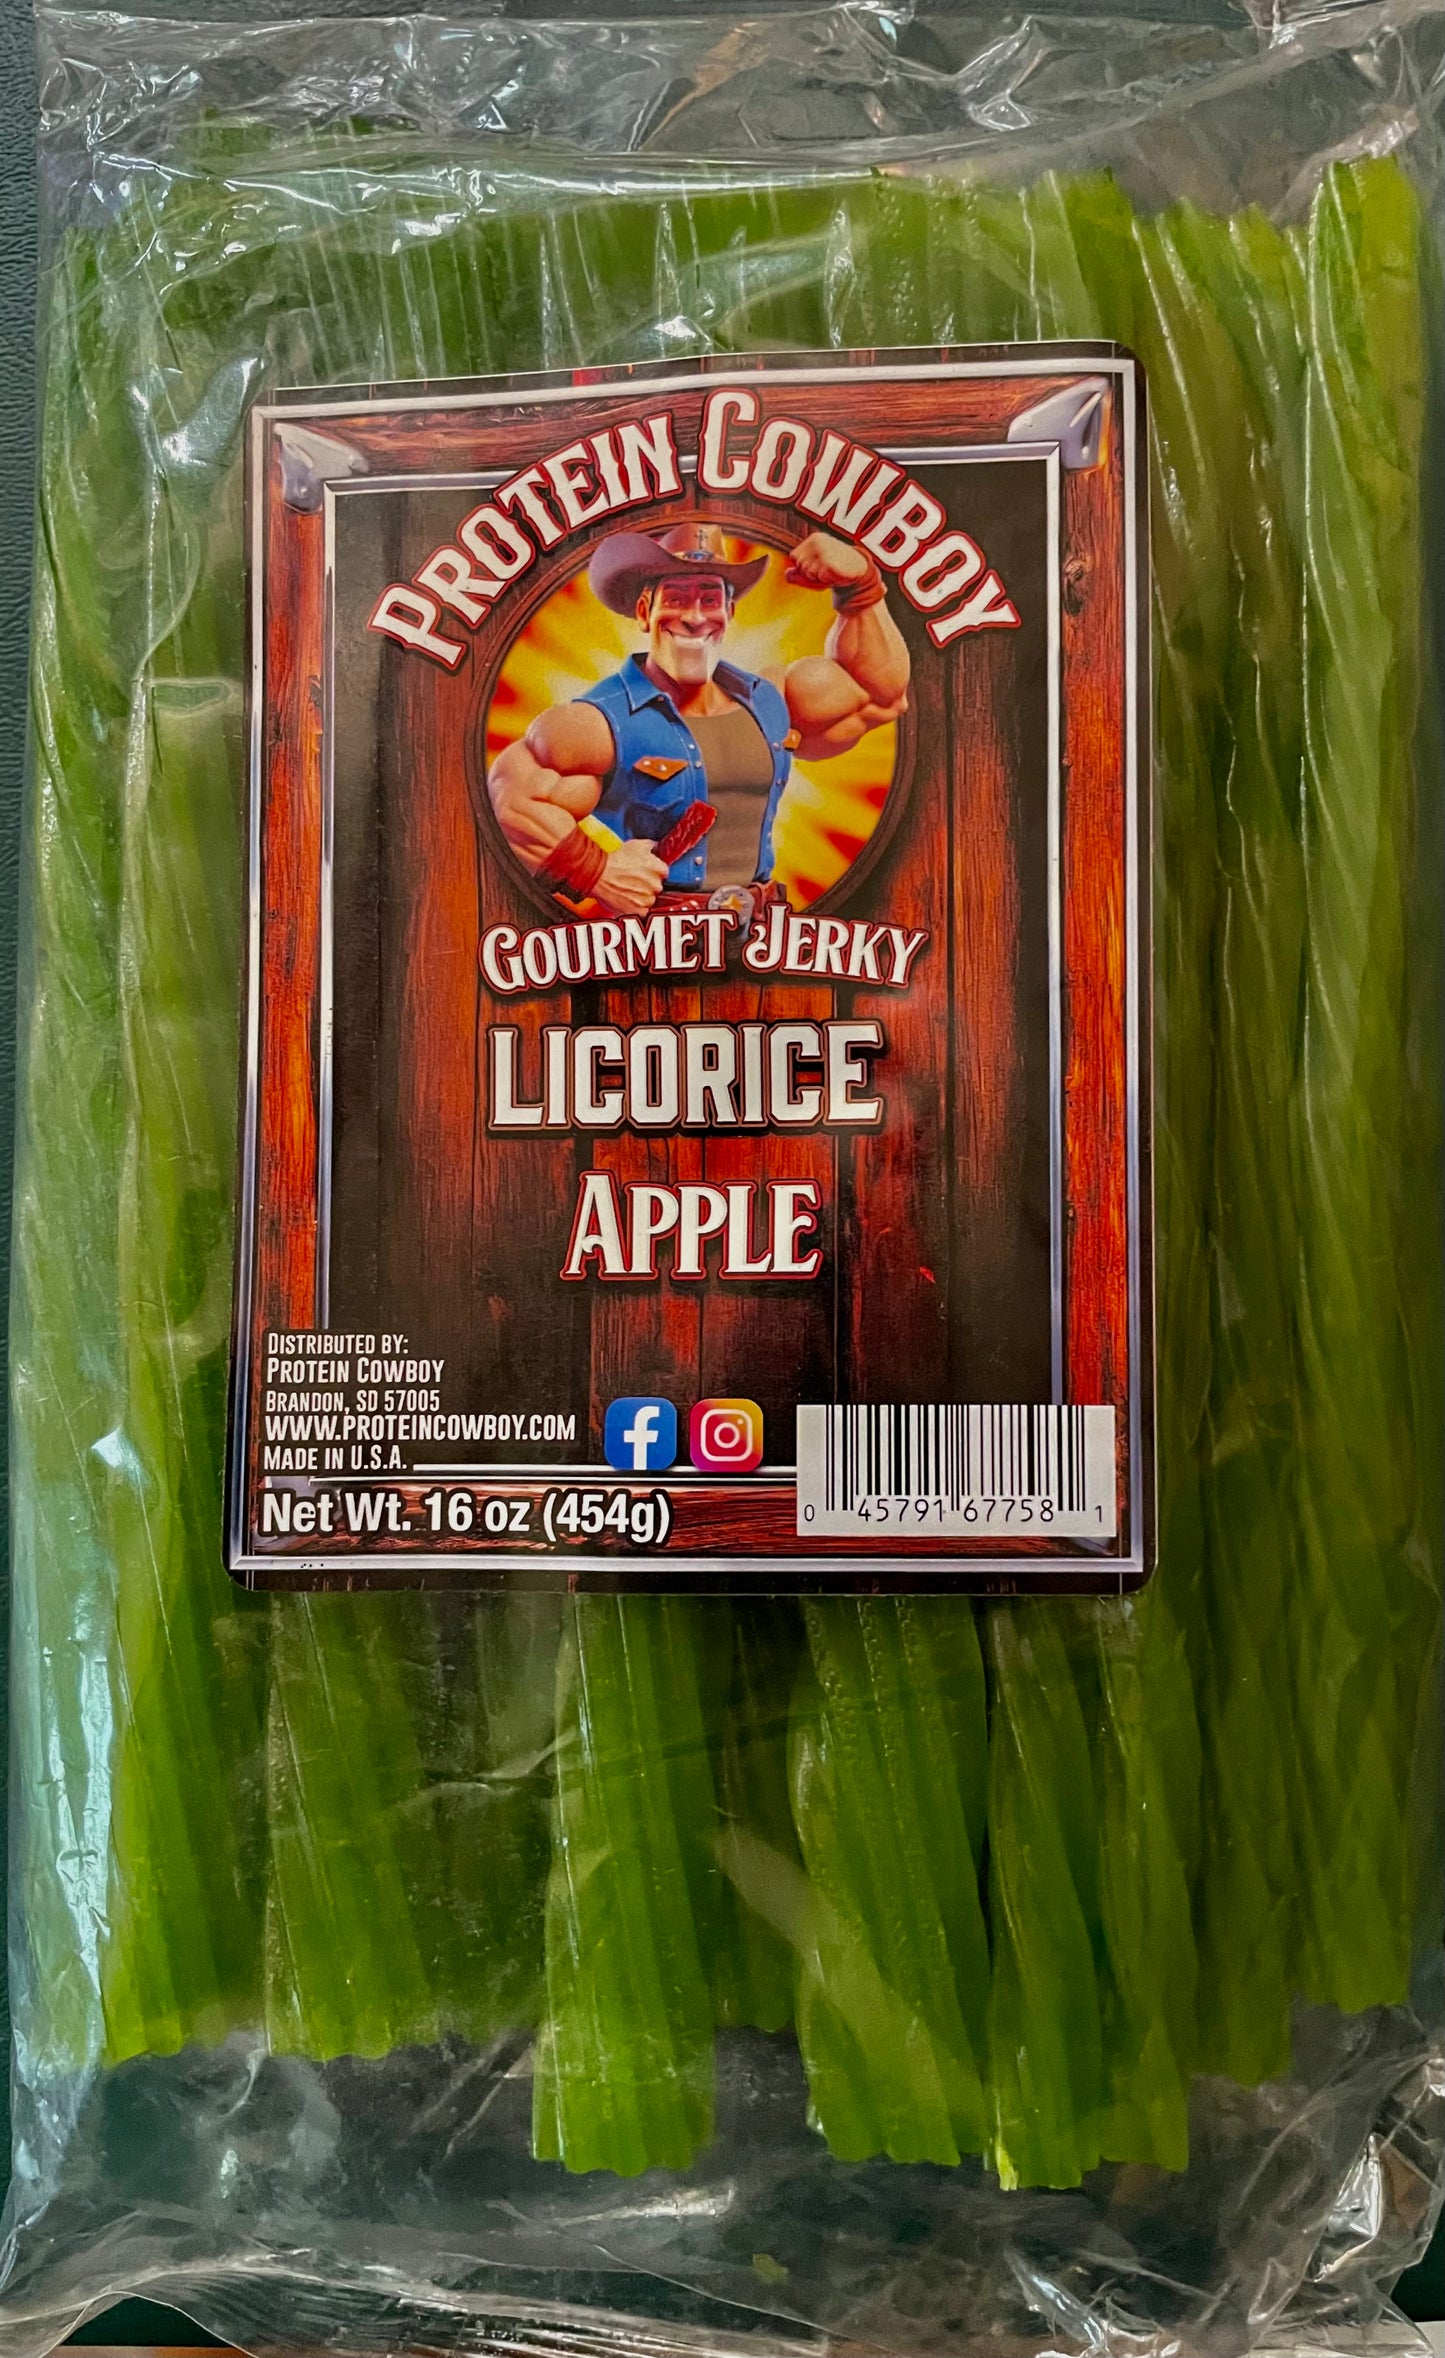 PROTEIN COWBOY
GOURMET JERKY
LICORICE
APPLE
DISTRIBUTED BY:
PROTEIN COWBOY
BRANDON, SD 57005
WWW.PROTEINCOWBOY.COM
MADE IN U.S.A.
Net Wt. 16 oz (454g)
0 45791 67758 1